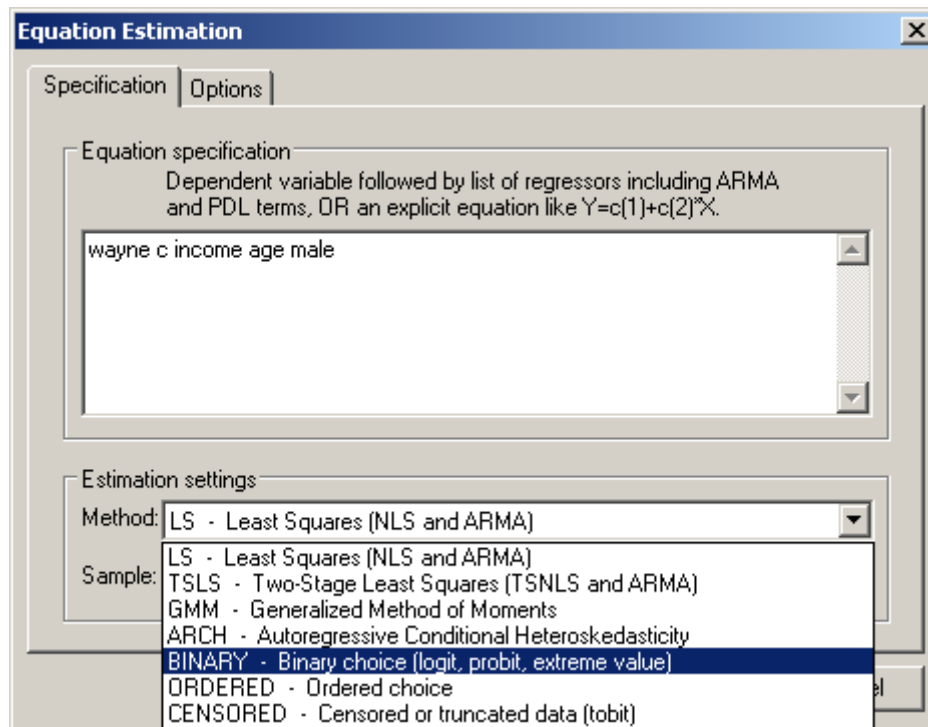 Equation Estimation
Specification
Options
Equation specification
Dependent variable followed by list of regressors including ARMA
and PDL terms, OR an explicit equation like Y=c(1)+c(2)*X.
wayne c income age male
Estimation settings
Method: LS - Least Squares (NLS and ARMA)
LS - Least Squares (NLS and ARMA)
Sample:
TSLS - Two-Stage Least Squares (TSNLS and ARMA)
GMM - Generalized Method of Moments
ARCH - Autoregressive Conditional Heteroskedasticity
BINARY - Binary choice (logit, probit, extreme value)
ORDERED - Ordered choice
CENSORED - Censored or truncated data (tobit)